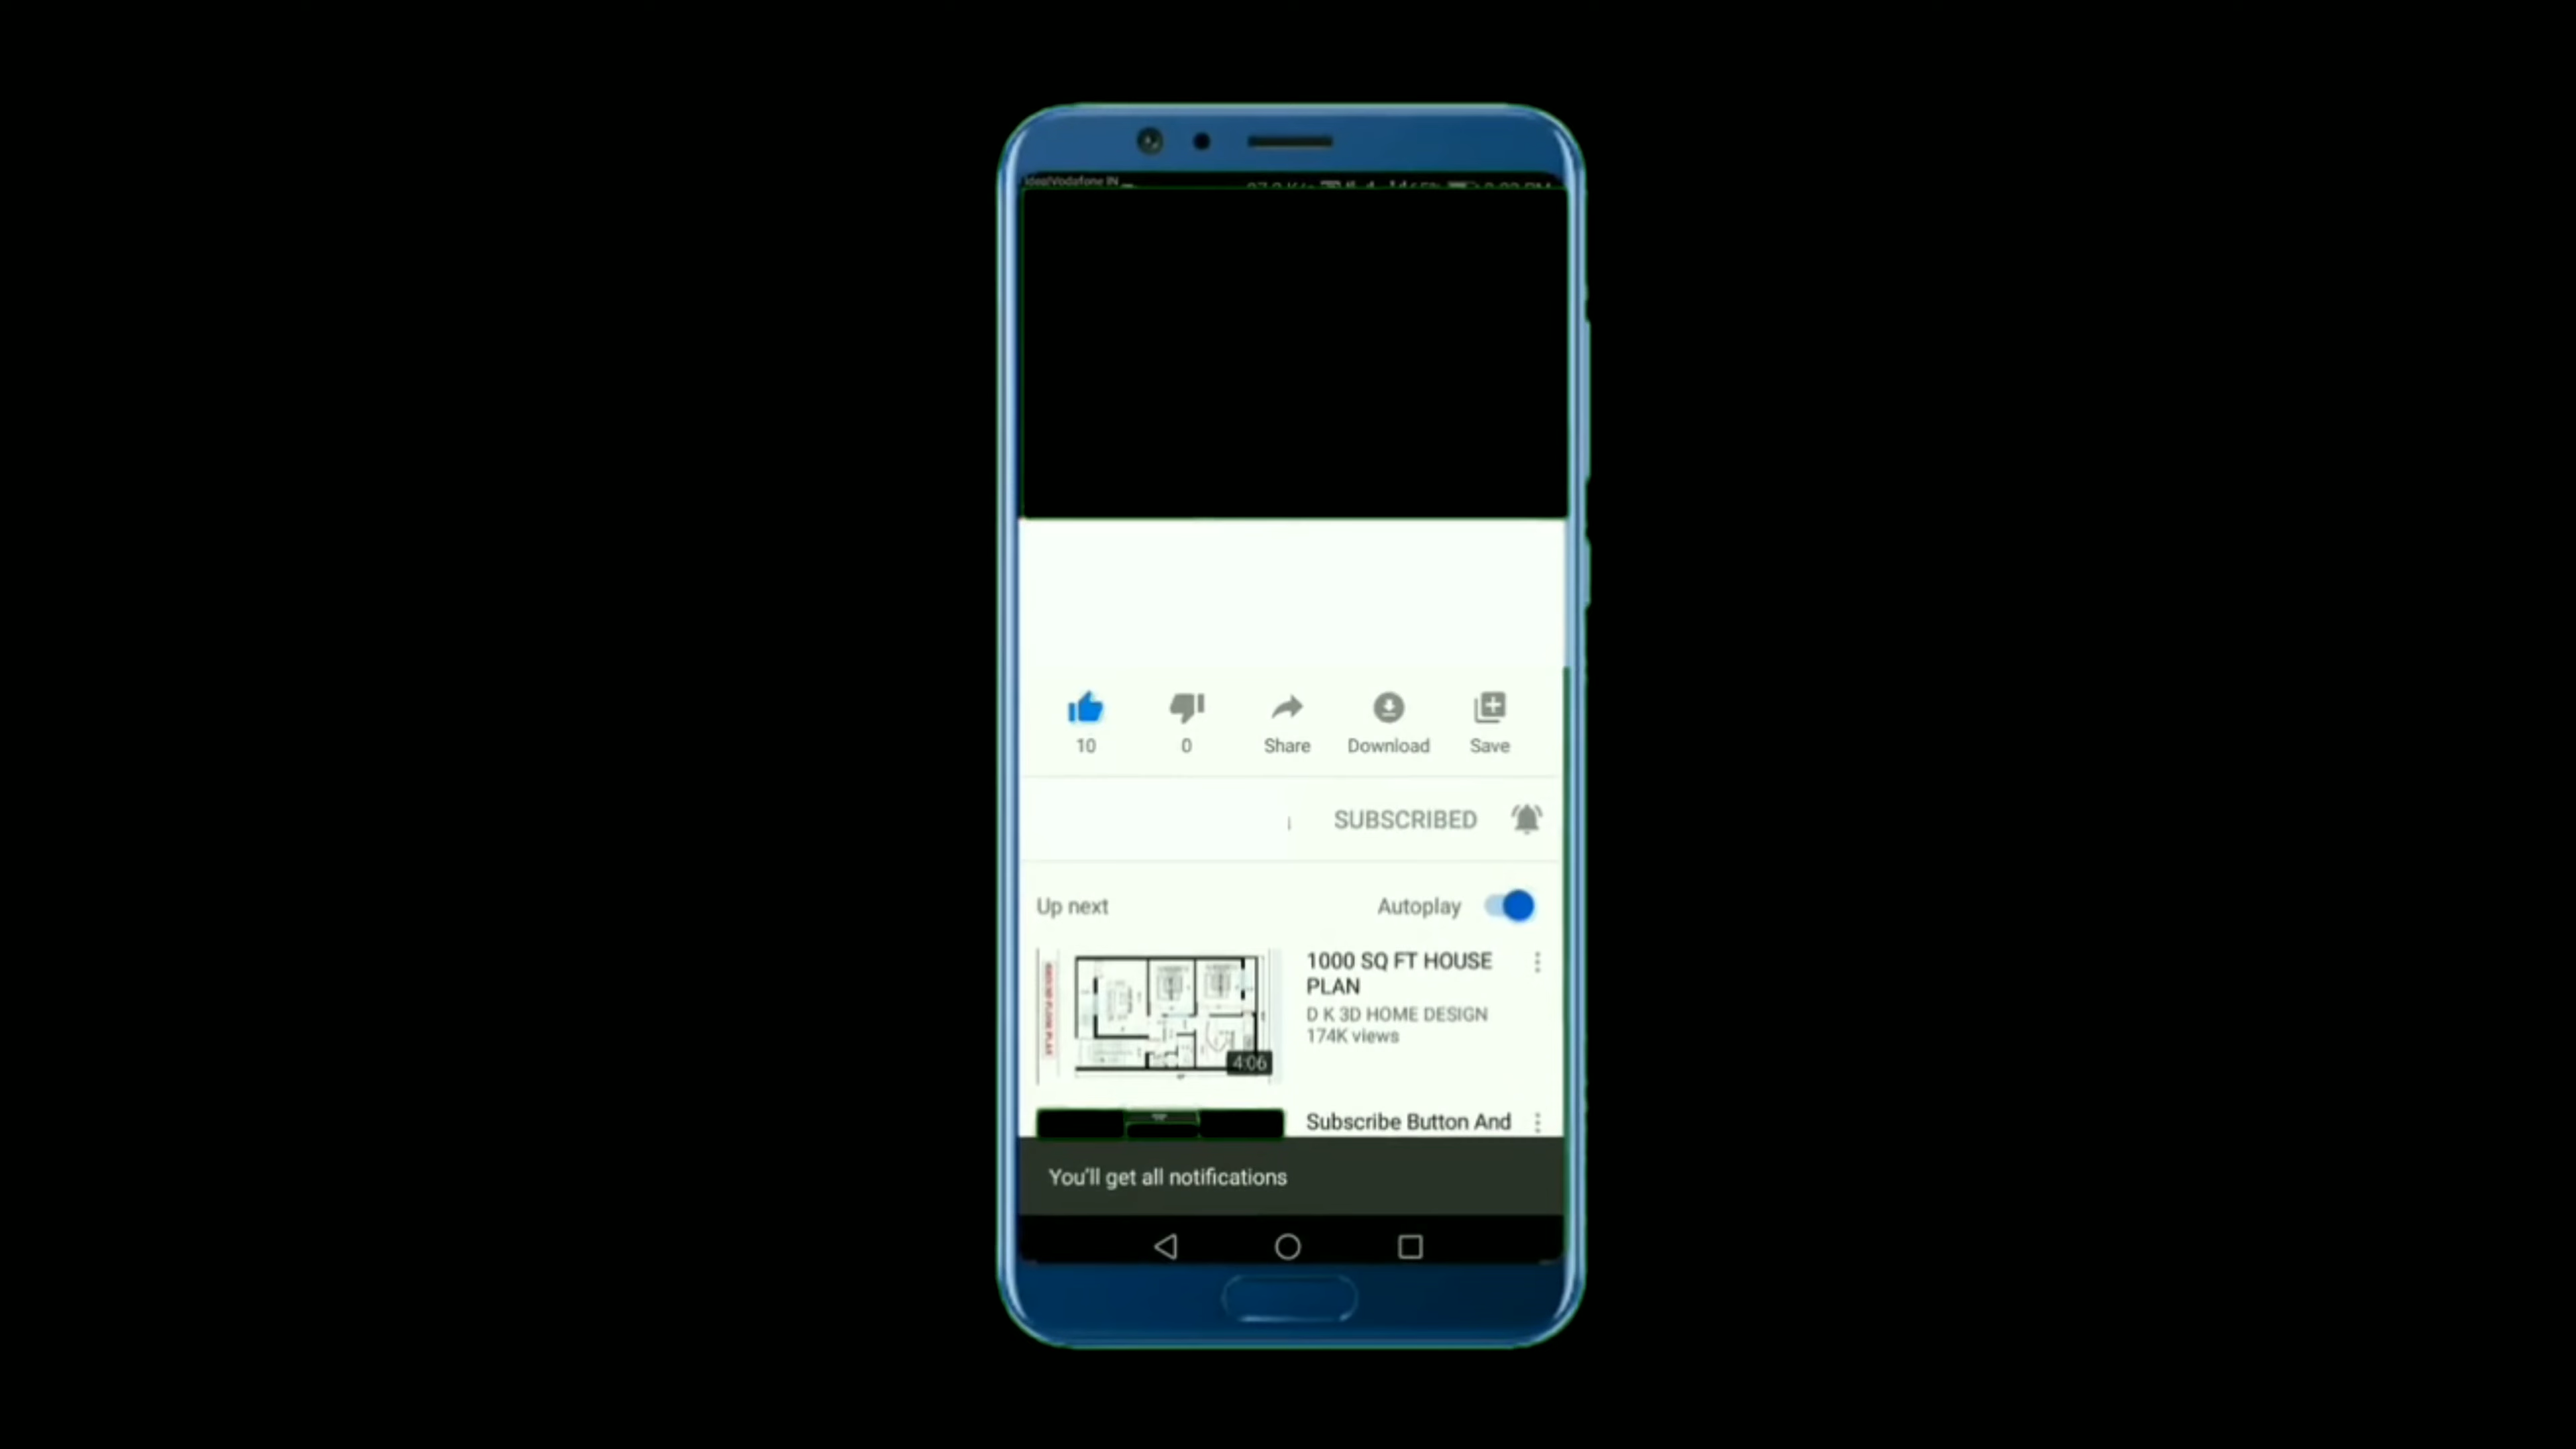 10
0
Share
Download
Save
SUBSCRIBED
Up next
Autoplay
1000 SQ FT HOUSE
PLAN
D K 3D HOME DESIGN
174K views
4:06
Subscribe Button And
You'll get all notifications